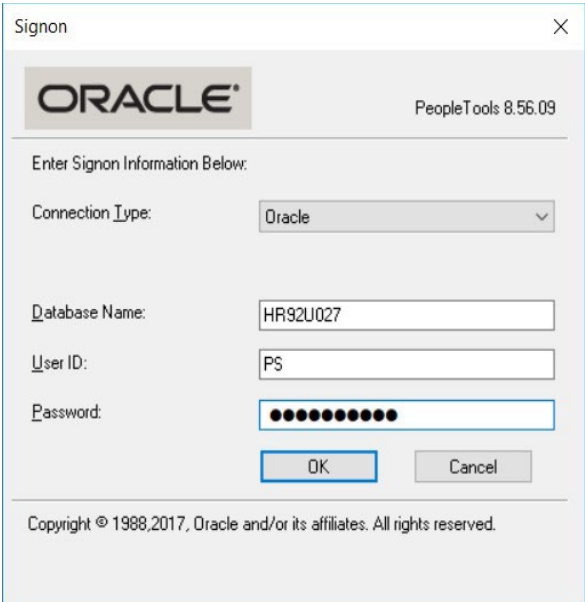 Signon
ORACLE®
PeopleTools 8.56.09
Enter Signon Information Below:
Connection Type: Oracle
Database Name: HR92U027
User ID: PS
Password: ●●●●●●●●●●
OK Cancel
Copyright © 1988,2017, Oracle and/or its affiliates. All rights reserved.